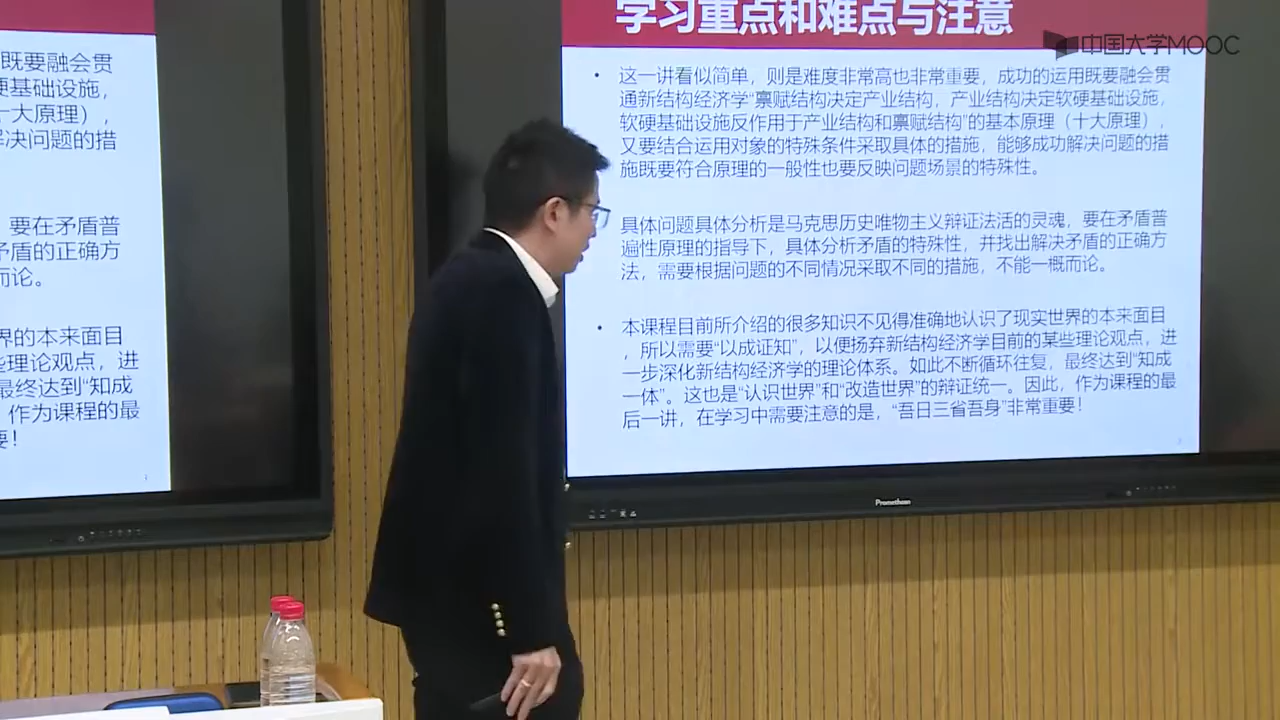 学习重点和难点与注意
中国大学MOOC
这一讲看似简单，则是难度非常高也非常重要，成功的运用既要融会贯
通新结构经济学“禀赋结构决定产业结构，产业结构决定软硬基础设施，
软硬基础设施反作用于产业结构和禀赋结构”的基本原理（十大原理），
又要结合运用对象的特殊条件采取具体的措施，能够成功解决问题的措
施既要符合原理的一般性也要反映问题场景的特殊性。
具体问题具体分析是马克思历史唯物主义辩证法活的灵魂，要在矛盾普
遍性原理的指导下，具体分析矛盾的特殊性，并找出解决矛盾的正确方
法，需要根据问题的不同情况采取不同的措施，不能一概而论。
本课程目前所介绍的很多知识不见得准确地认识了现实世界的本来面目
，所以需要“以成证知”，以便扬弃新结构经济学目前的某些理论观点，进
一步深化新结构经济学的理论体系。如此不断循环往复，最终达到“知成
一体”。这也是“认识世界”和“改造世界”的辩证统一。因此，作为课程的最
后一讲，在学习中需要注意的是，“吾日三省吾身”非常重要！
Promethean
既要融会贯
硬基础设施，
十大原理），
解决问题的措
，要在矛盾普
矛盾的正确方
而论。
界的本来面目
些理论观点，进
最终达到“知成
，作为课程的最
要！